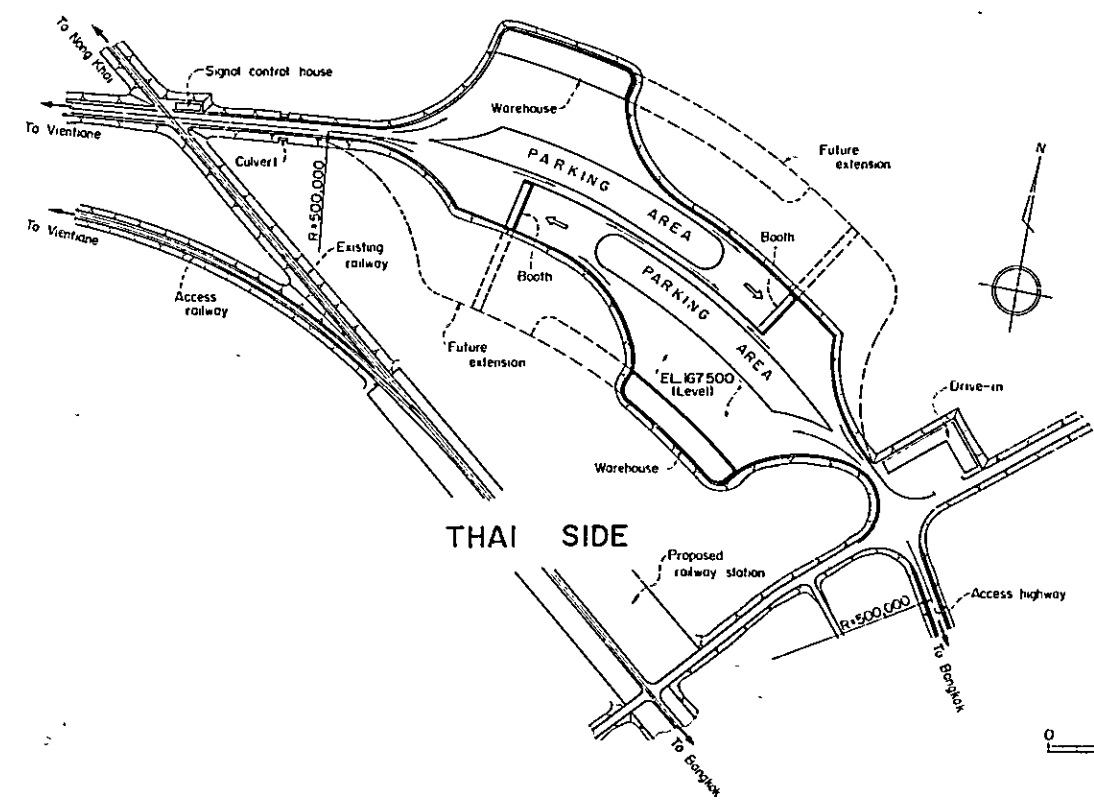 To Nong Khai
Signal control house
To Vientiane
Culvert
Warehouse
PARKING AREA
Future
extension
N
R=500,000
To Vientiane
Existing
railway
Booth
Booth
Access
railway
PARKING AREA
Future
extension
EL.167500
(Level)
Drive-in
Warehouse
THAI SIDE
Proposed
railway station
R=500,000
Access highway
To Bangkok
To Bangkok
0